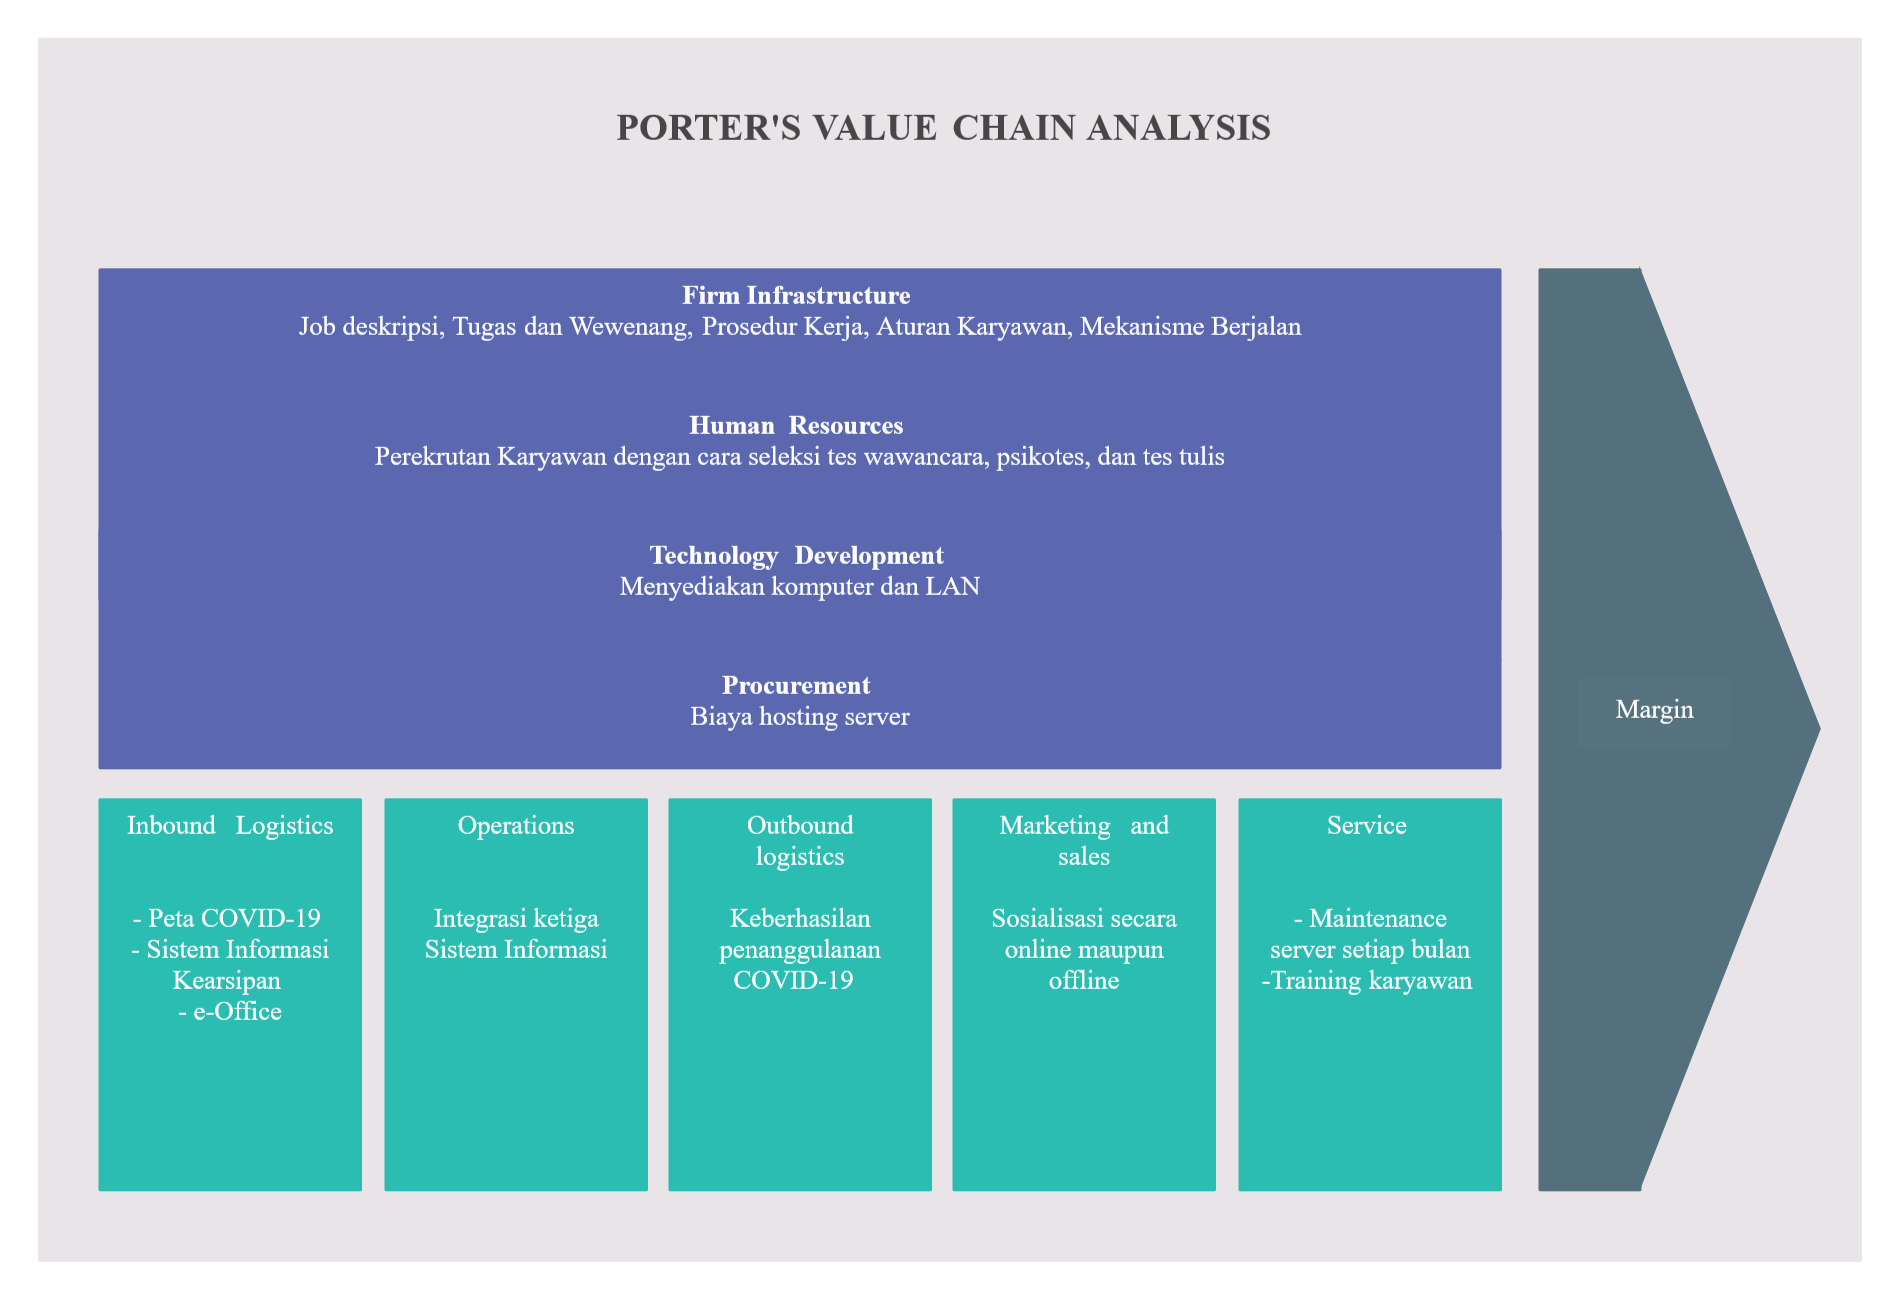 PORTER'S VALUE CHAIN ANALYSIS
Firm Infrastructure
Job deskripsi, Tugas dan Wewenang, Prosedur Kerja, Aturan Karyawan, Mekanisme Berjalan
Human Resources
Perekrutan Karyawan dengan cara seleksi tes wawancara, psikotes, dan tes tulis
Technology Development
Menyediakan komputer dan LAN
Procurement
Biaya hosting server
Margin
Inbound Logistics
- Peta COVID-19
- Sistem Informasi
Kearsipan
- e-Office
Operations
Integrasi ketiga
Sistem Informasi
Outbound
logistics
Keberhasilan
penanggulanan
COVID-19
Marketing and
sales
Sosialisasi secara
online maupun
offline
Service
- Maintenance
server setiap bulan
-Training karyawan